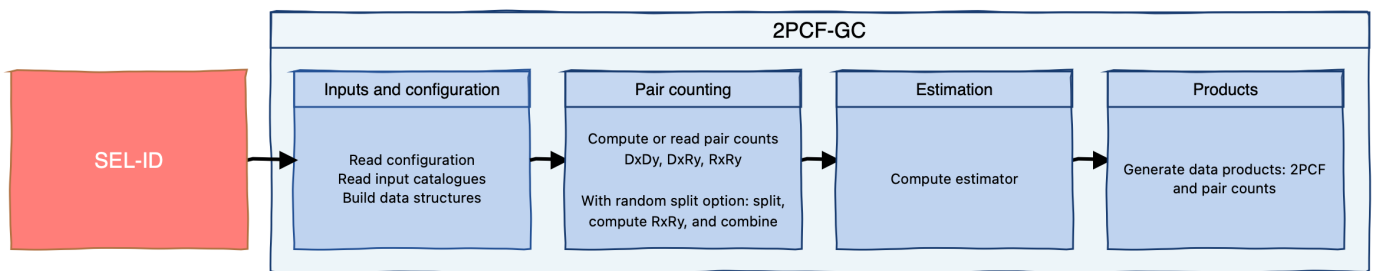 2PCF-GC
SEL-ID
Inputs and configuration
Read configuration
Read input catalogues
Build data structures
Pair counting
Compute or read pair counts
DxDy, DxRy, RxRy
With random split option: split,
compute RxRy, and combine
Estimation
Compute estimator
Products
Generate data products: 2PCF
and pair counts